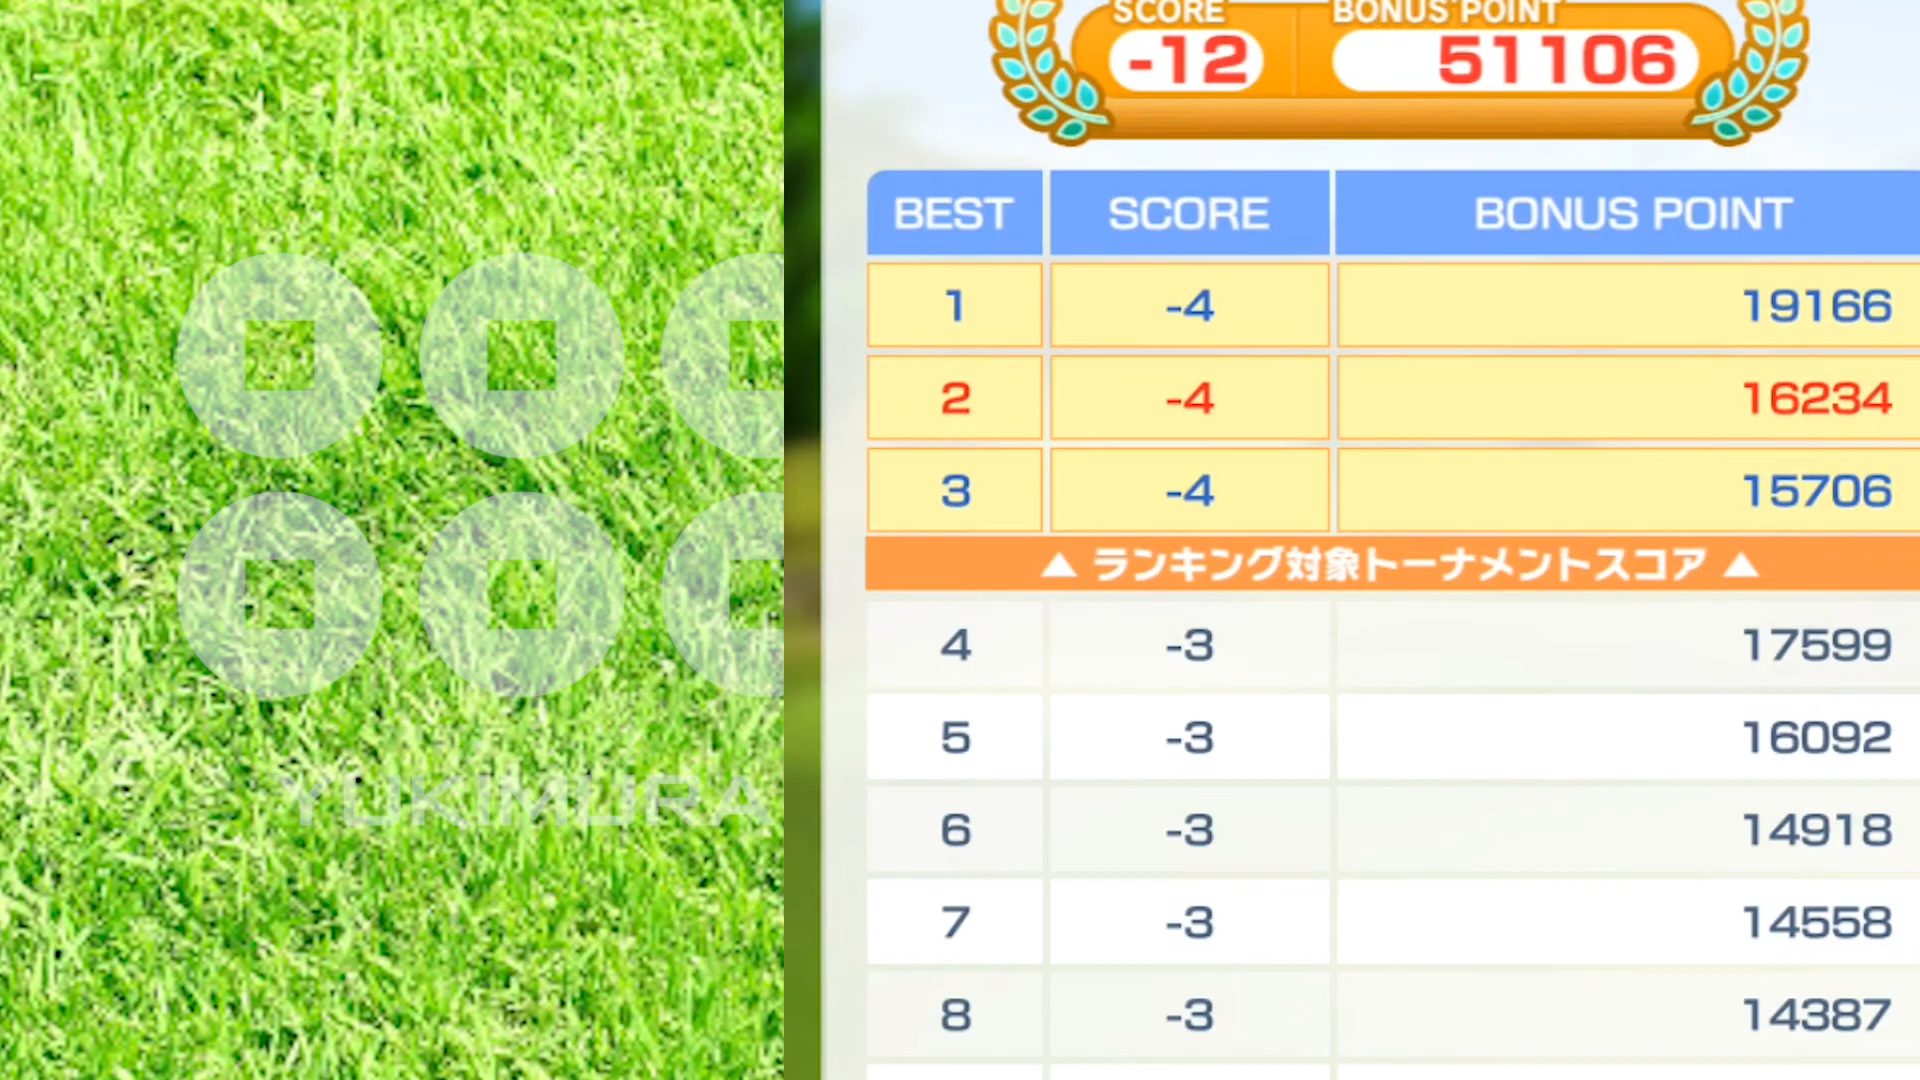 YUKIMURA
SCORE BONUS POINT
-12 51106
BEST SCORE BONUS POINT
1 -4 19166
2 -4 16234
3 -4 15706
▲ ランキング対象トーナメントスコア ▲
4 -3 17599
5 -3 16092
6 -3 14918
7 -3 14558
8 -3 14387